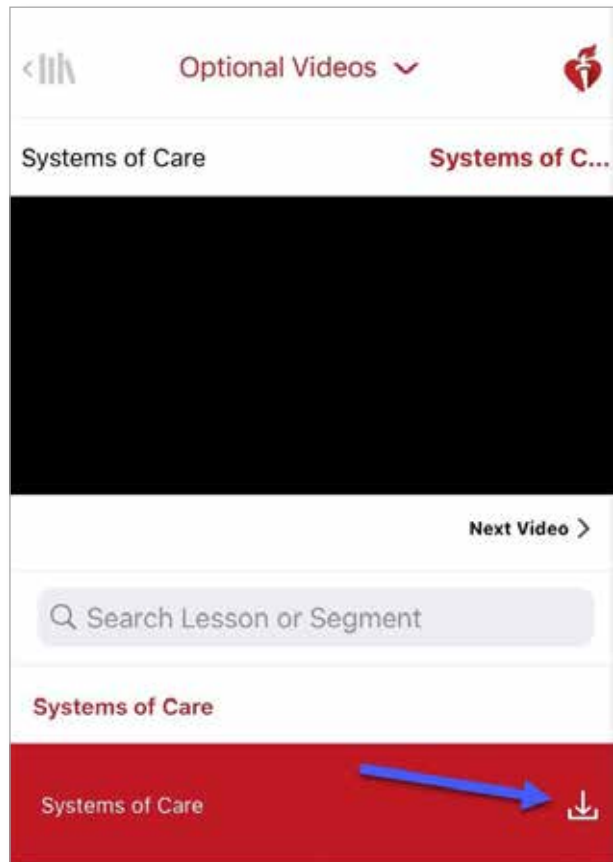 Optional Videos
Systems of Care
Systems of C...
Next Video
Search Lesson or Segment
Systems of Care
Systems of Care